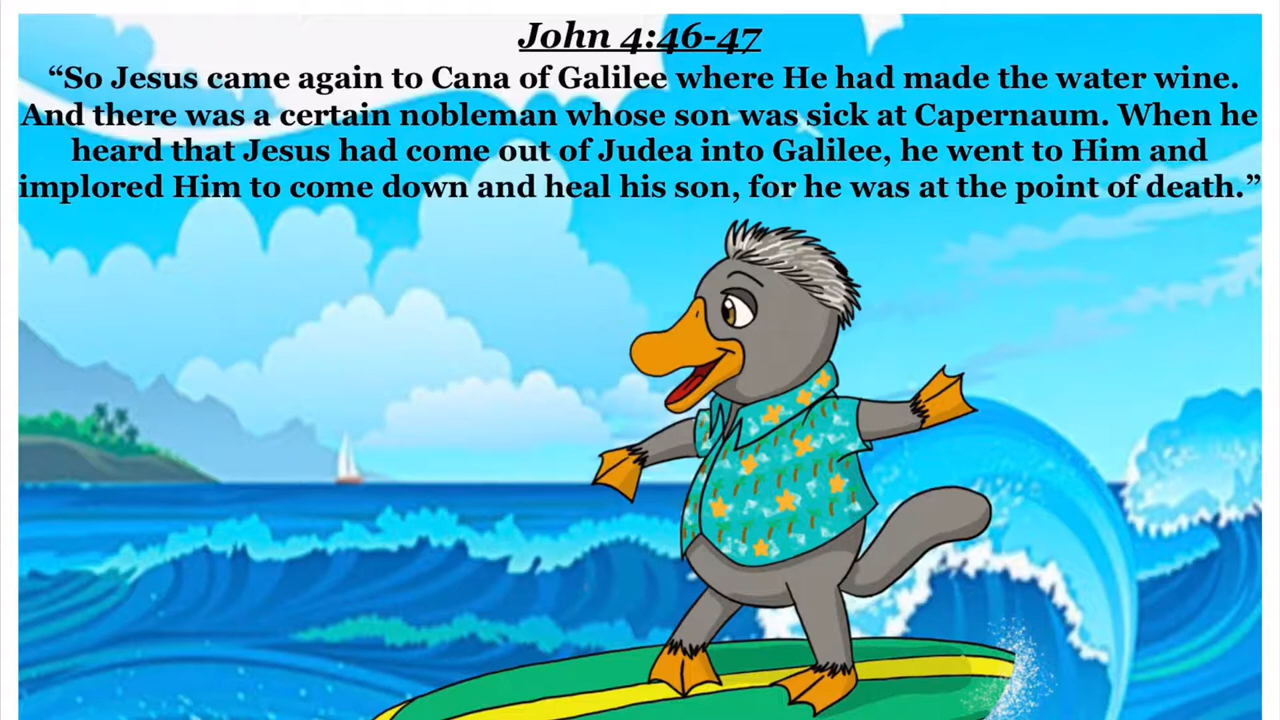 John 4:46-47
“So Jesus came again to Cana of Galilee where He had made the water wine.
And there was a certain nobleman whose son was sick at Capernaum. When he
heard that Jesus had come out of Judea into Galilee, he went to Him and
implored Him to come down and heal his son, for he was at the point of death.”